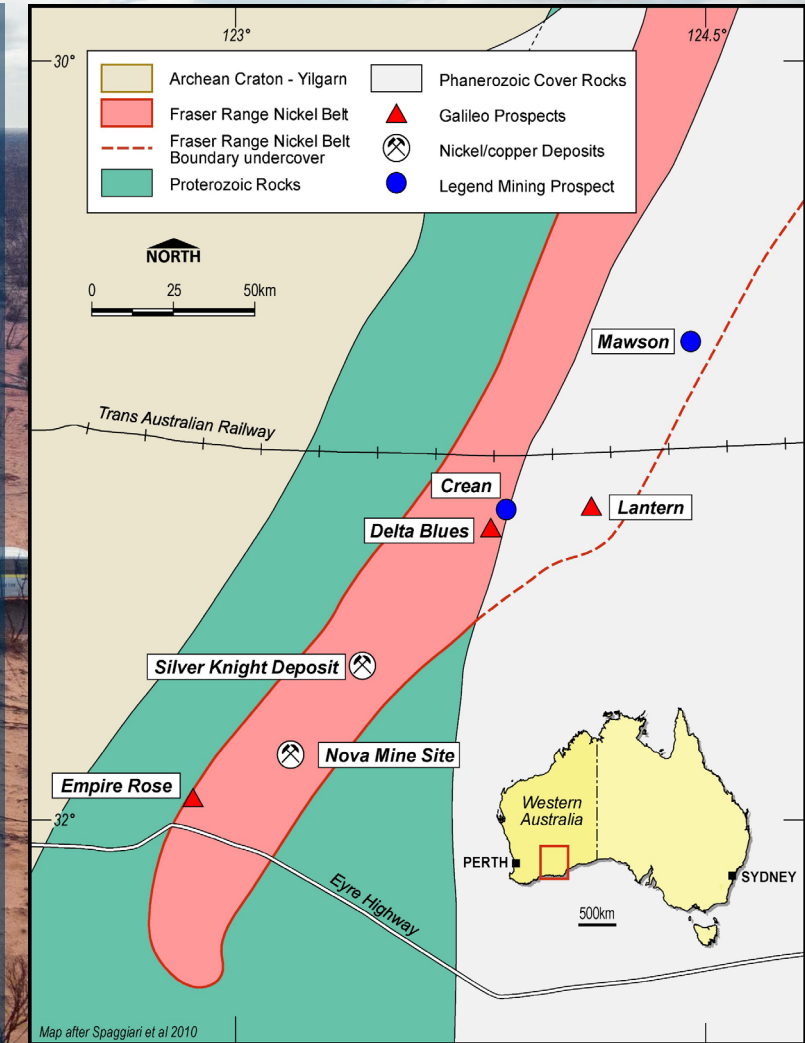 123°
124.5°
30°
Archean Craton - Yilgarn
Fraser Range Nickel Belt
Fraser Range Nickel Belt
Boundary undercover
Proterozoic Rocks
Phanerozoic Cover Rocks
Galileo Prospects
Nickel/copper Deposits
Legend Mining Prospect
NORTH
0 25 50km
Mawson
Trans Australian Railway
Crean
Lantern
Delta Blues
Silver Knight Deposit
Nova Mine Site
Empire Rose
32°
Eyre Highway
Western
Australia
PERTH
SYDNEY
500km
Map after Spaggiari et al 2010